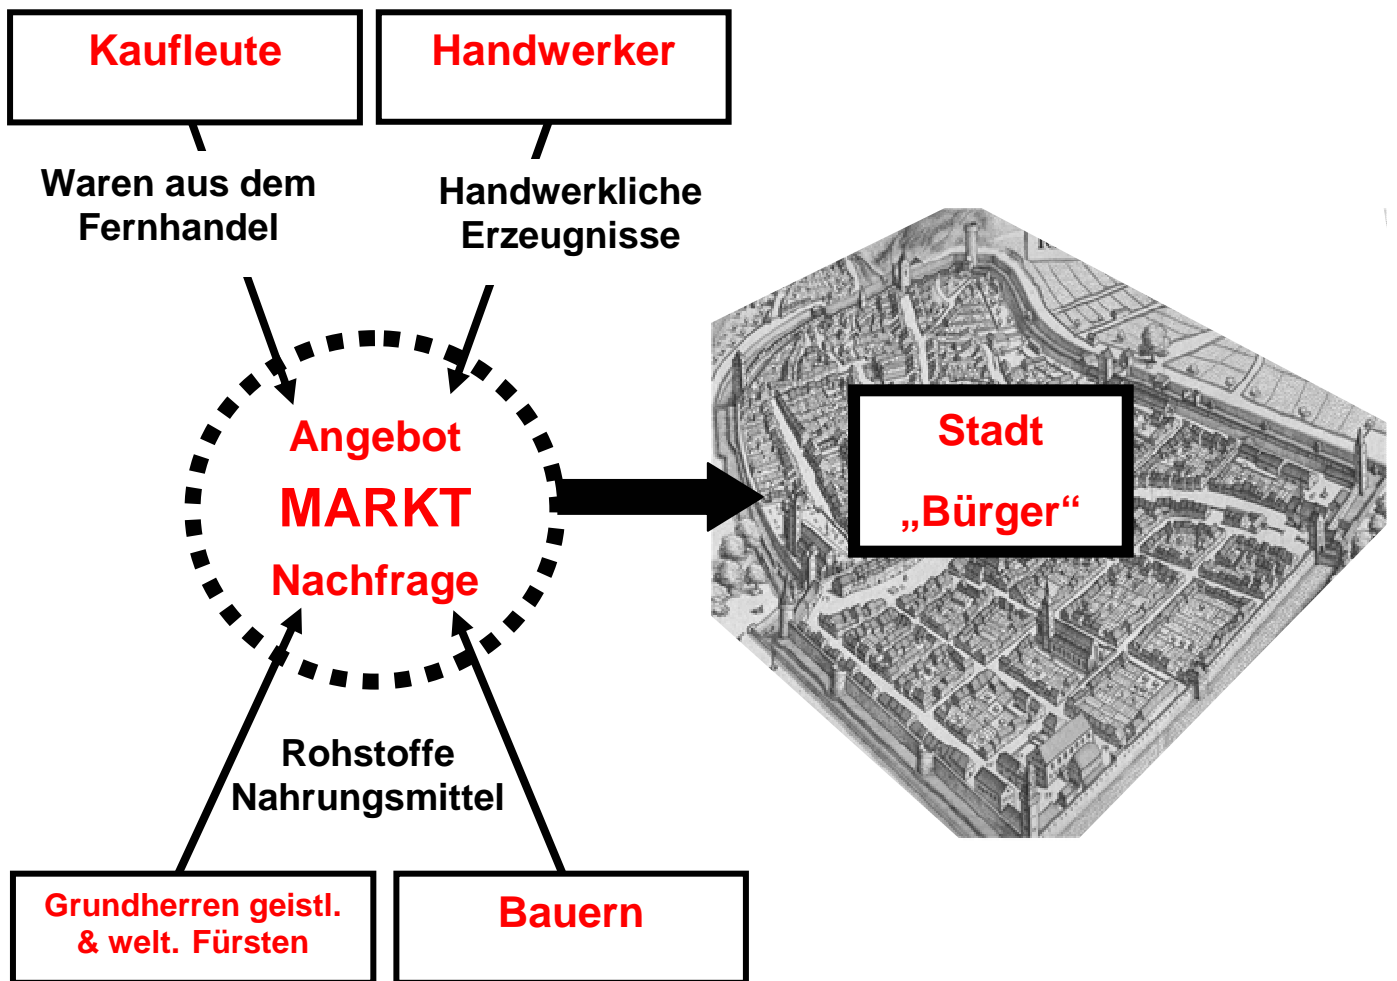 Kaufleute
Handwerker
Waren aus dem
Fernhandel
Handwerkliche
Erzeugnisse
Angebot
MARKT
Nachfrage
Stadt
„Bürger“
Rohstoffe
Nahrungsmittel
Grundherren geistl.
& welt. Fürsten
Bauern